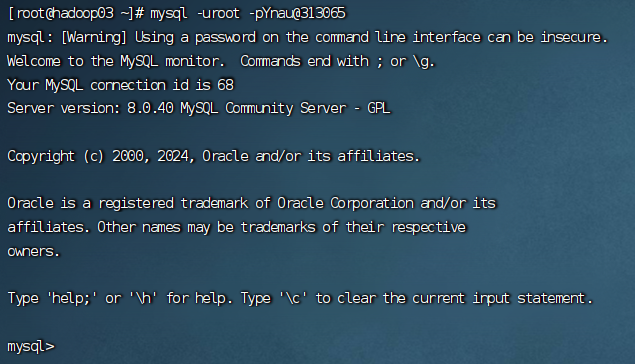 [root@hadoop03 ~]# mysql -uroot -pYnau@313065
mysql: [Warning] Using a password on the command line interface can be insecure.
Welcome to the MySQL monitor.  Commands end with ; or \g.
Your MySQL connection id is 68
Server version: 8.0.40 MySQL Community Server - GPL
Copyright (c) 2000, 2024, Oracle and/or its affiliates.
Oracle is a registered trademark of Oracle Corporation and/or its
affiliates. Other names may be trademarks of their respective
owners.
Type 'help;' or '\h' for help. Type '\c' to clear the current input statement.
mysql>